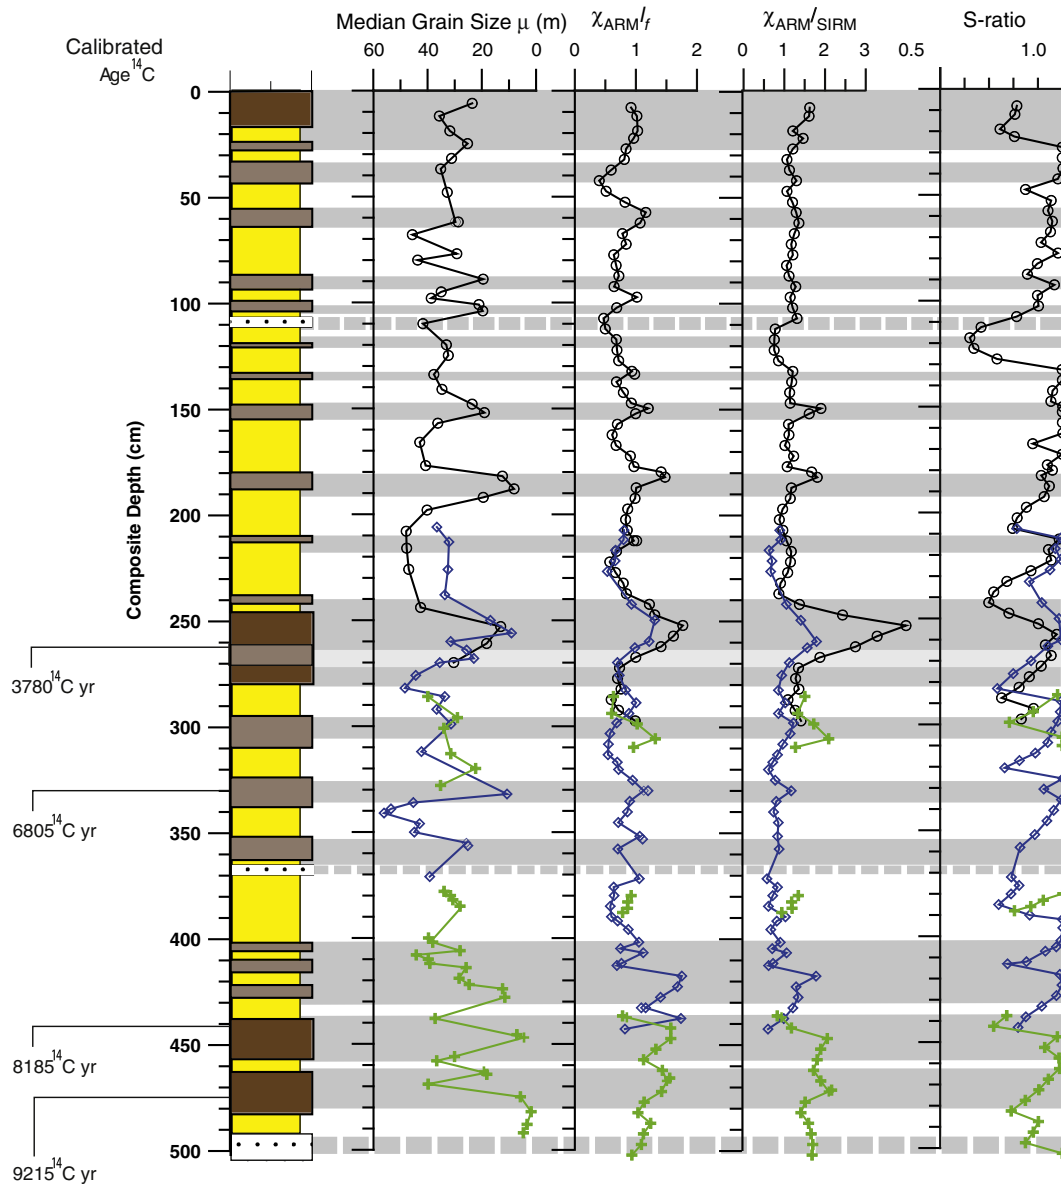 Median Grain Size μ (m)
χARM/f
χARM/SIRM
S-ratio
Calibrated
Age 14C
60 40 20 0
0 1 2
0 1 2 3 0.5
1.0
Composite Depth (cm)
0
50
100
150
200
250
300
350
400
450
500
3780 14C yr
6805 14C yr
8185 14C yr
9215 14C yr